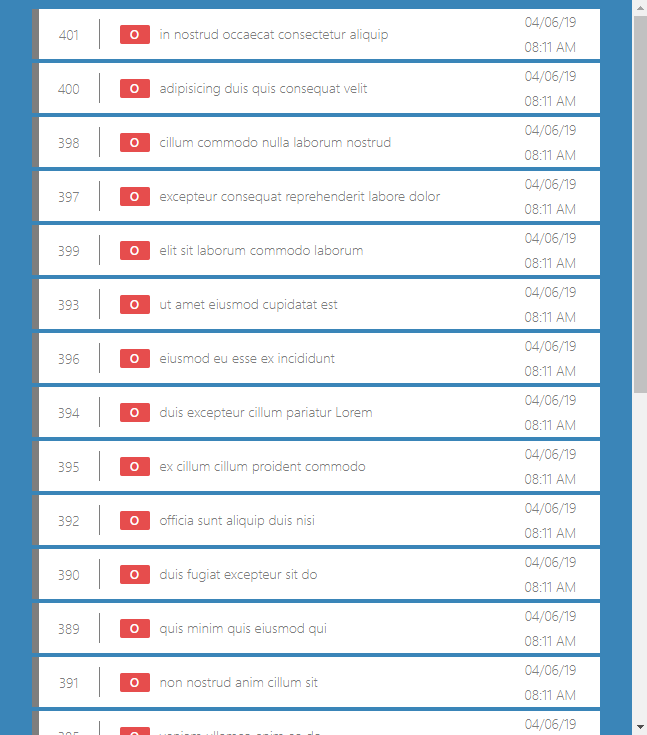 401 O in nostrud occaecat consectetur aliquip 04/06/19
08:11 AM
400 O adipisicing duis quis consequat velit 04/06/19
08:11 AM
398 O cillum commodo nulla laborum nostrud 04/06/19
08:11 AM
397 O excepteur consequat reprehenderit labore dolor 04/06/19
08:11 AM
399 O elit sit laborum commodo laborum 04/06/19
08:11 AM
393 O ut amet eiusmod cupidatat est 04/06/19
08:11 AM
396 O eiusmod eu esse ex incididunt 04/06/19
08:11 AM
394 O duis excepteur cillum pariatur Lorem 04/06/19
08:11 AM
395 O ex cillum cillum proident commodo 04/06/19
08:11 AM
392 O officia sunt aliquip duis nisi 04/06/19
08:11 AM
390 O duis fugiat excepteur sit do 04/06/19
08:11 AM
389 O quis minim quis eiusmod qui 04/06/19
08:11 AM
391 O non nostrud anim cillum sit 04/06/19
08:11 AM
04/06/19